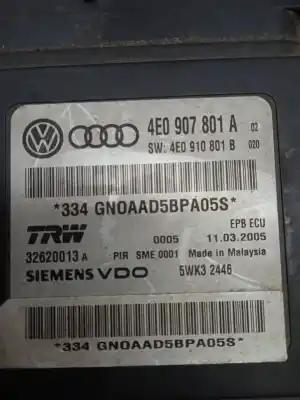 4E0 907 801 A 02
SW: 4E0 910 801 B 020
*334 GN0AAD5BPA05S*
EPB ECU
TRW 0005 11.03.2005
32620013 A PIR SME 0001 Made in Malaysia
SIEMENS VDO 5WK3 2446
*334 GN0AAD5BPA05S*